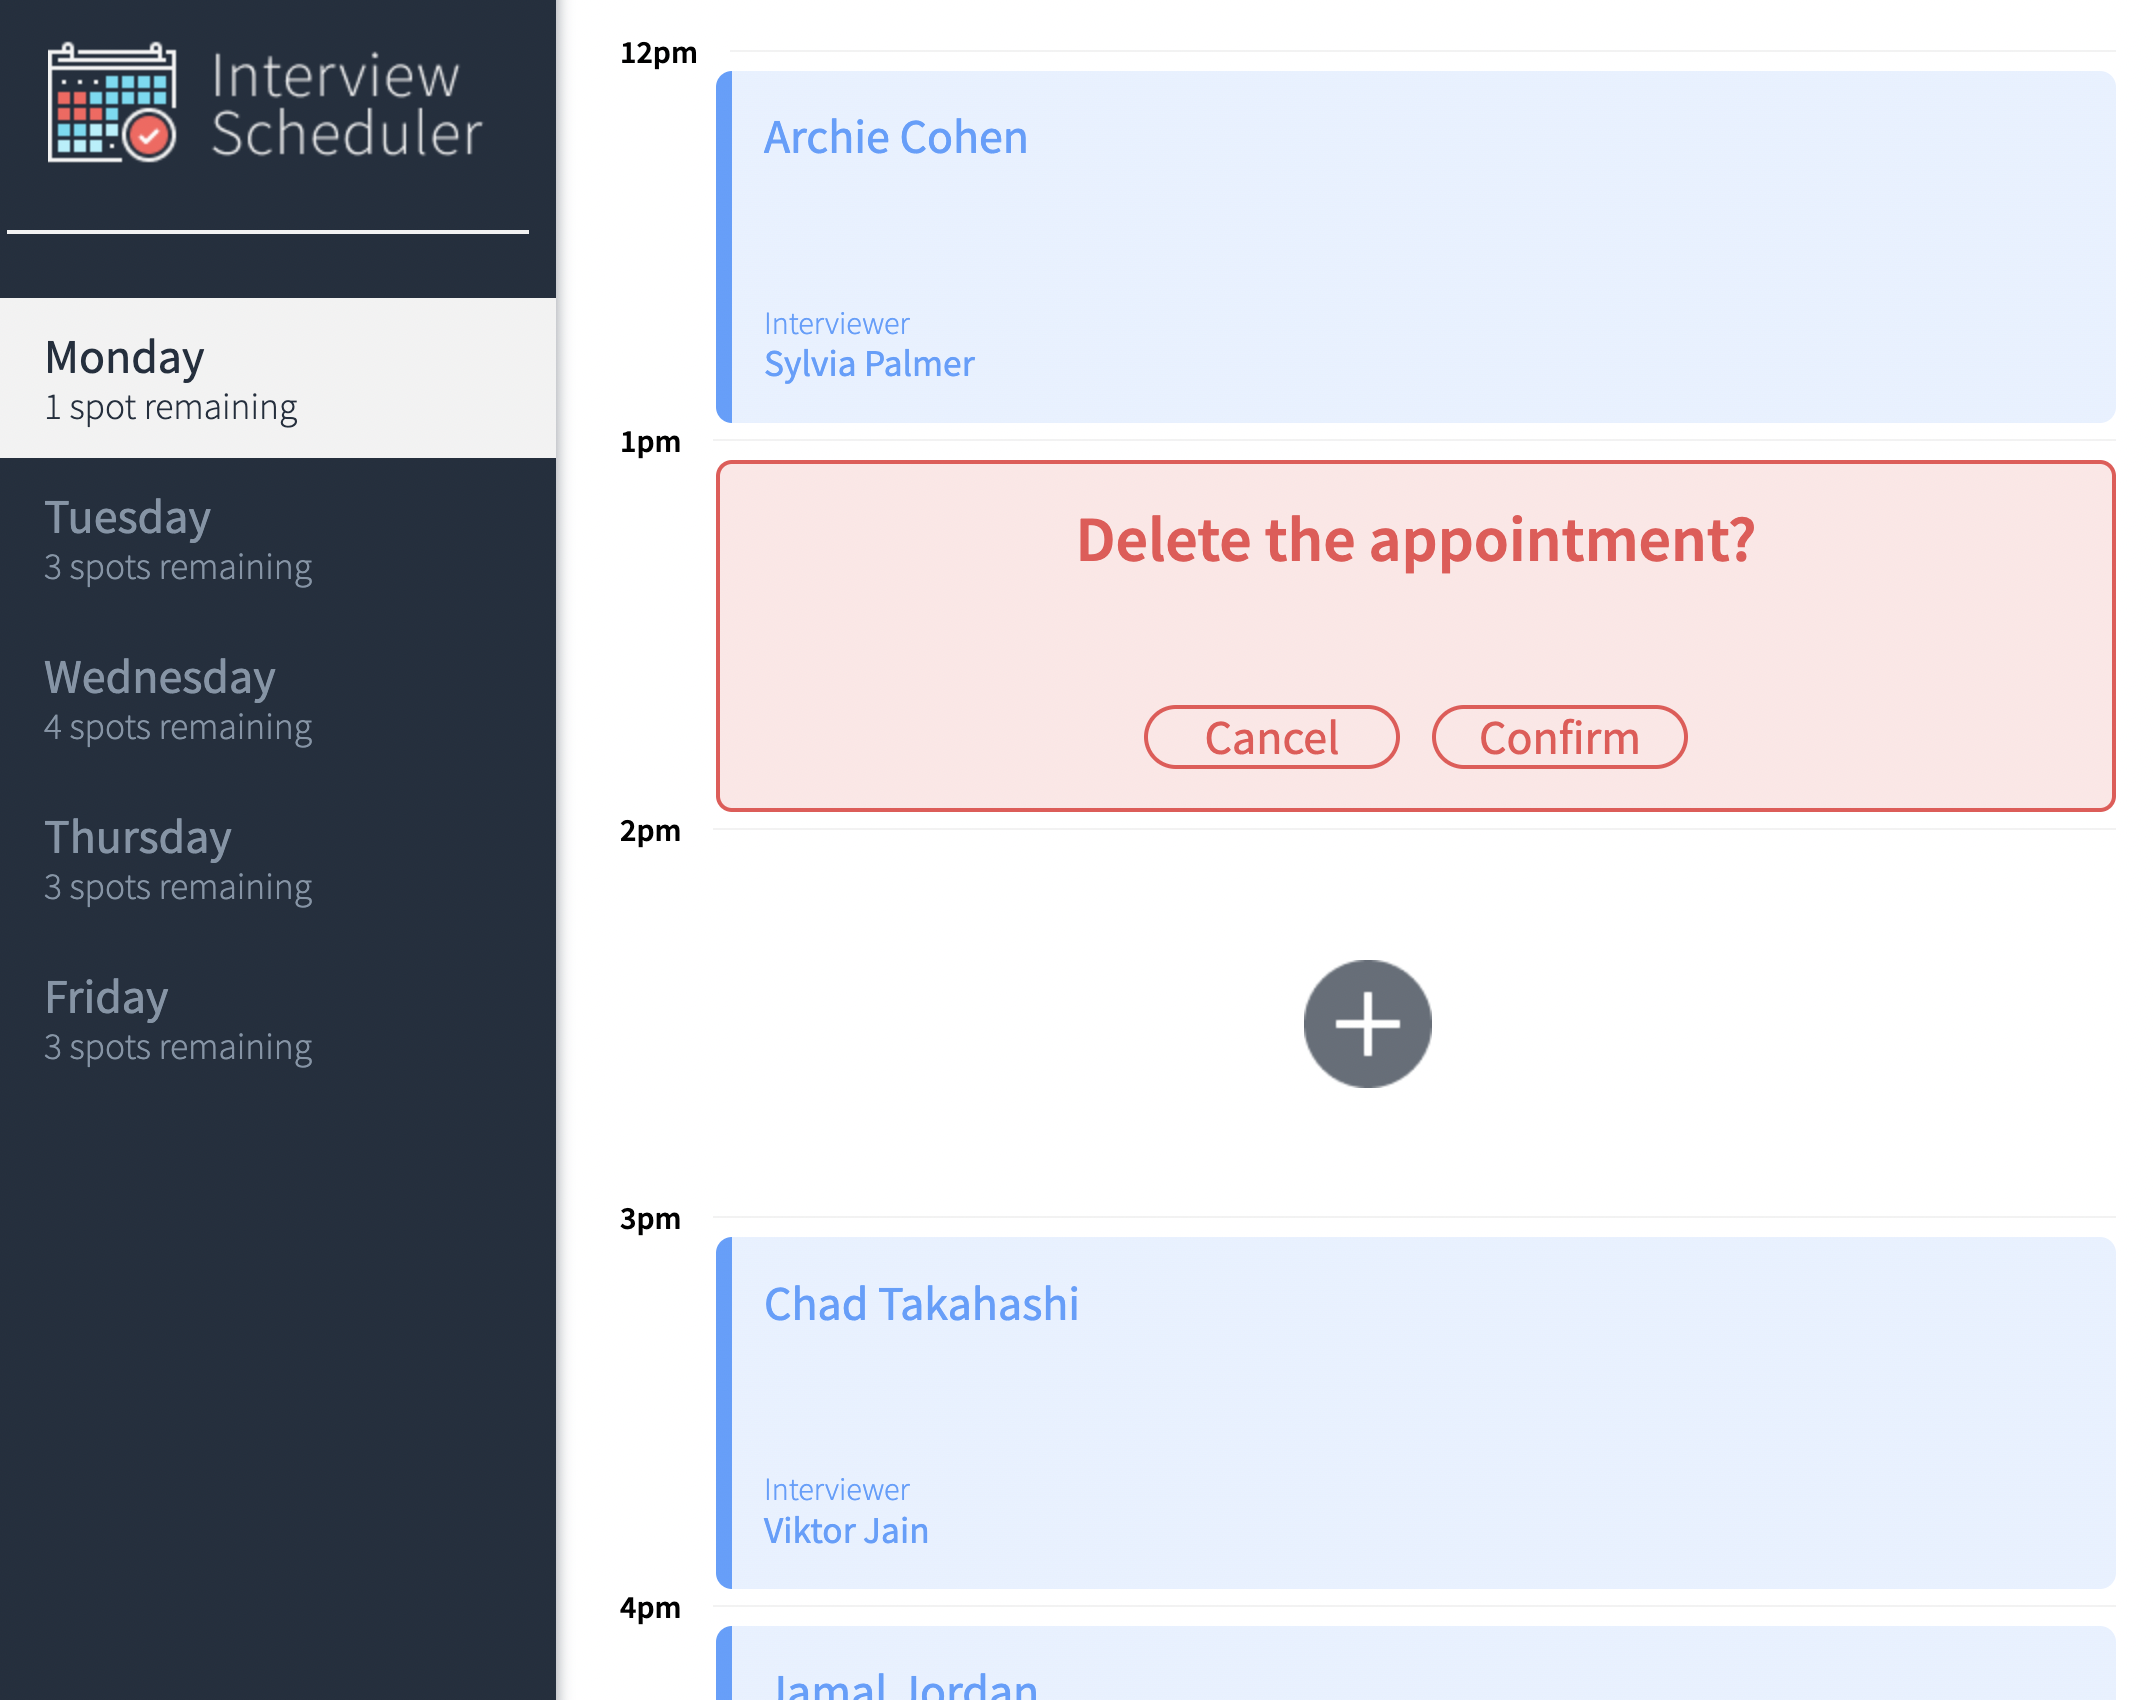 Interview
Scheduler
Monday
1 spot remaining
Tuesday
3 spots remaining
Wednesday
4 spots remaining
Thursday
3 spots remaining
Friday
3 spots remaining
12pm
Archie Cohen
Interviewer
Sylvia Palmer
1pm
Delete the appointment?
Cancel Confirm
2pm
3pm
Chad Takahashi
Interviewer
Viktor Jain
4pm
Jamal Jordan